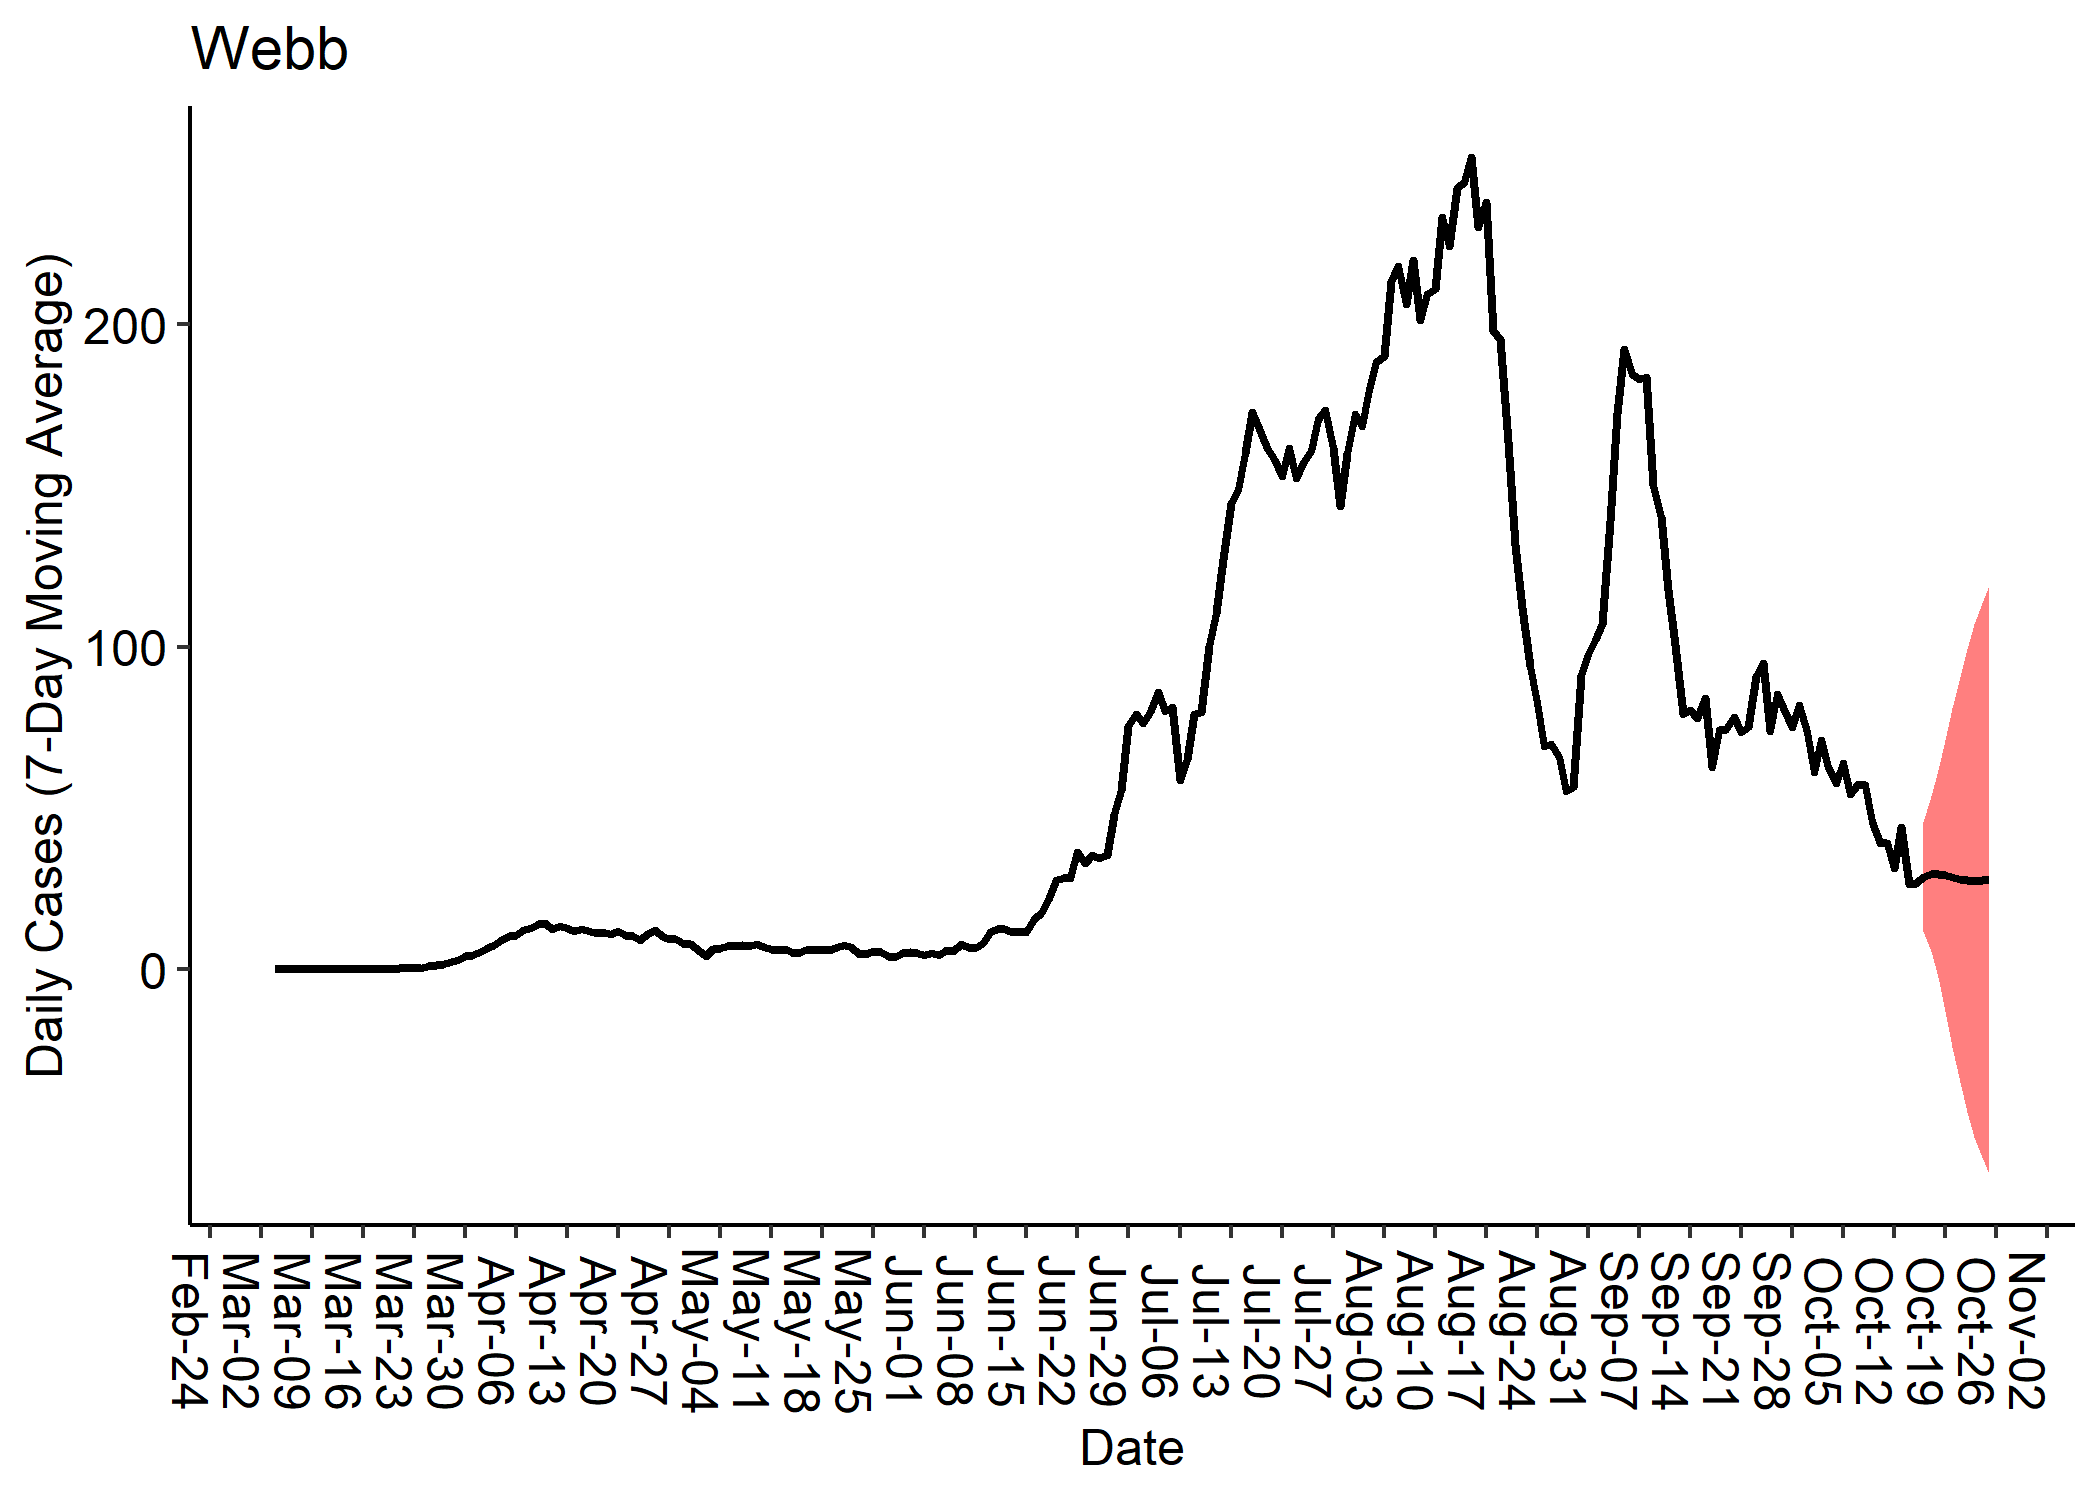 Webb
Daily Cases (7-Day Moving Average)
200
100
0
Feb-24
Mar-02
Mar-09
Mar-16
Mar-23
Mar-30
Apr-06
Apr-13
Apr-20
Apr-27
May-04
May-11
May-18
May-25
Jun-01
Jun-08
Jun-15
Jun-22
Jun-29
Jul-06
Jul-13
Jul-20
Jul-27
Aug-03
Aug-10
Aug-17
Aug-24
Aug-31
Sep-07
Sep-14
Sep-21
Sep-28
Oct-05
Oct-12
Oct-19
Oct-26
Nov-02
Date